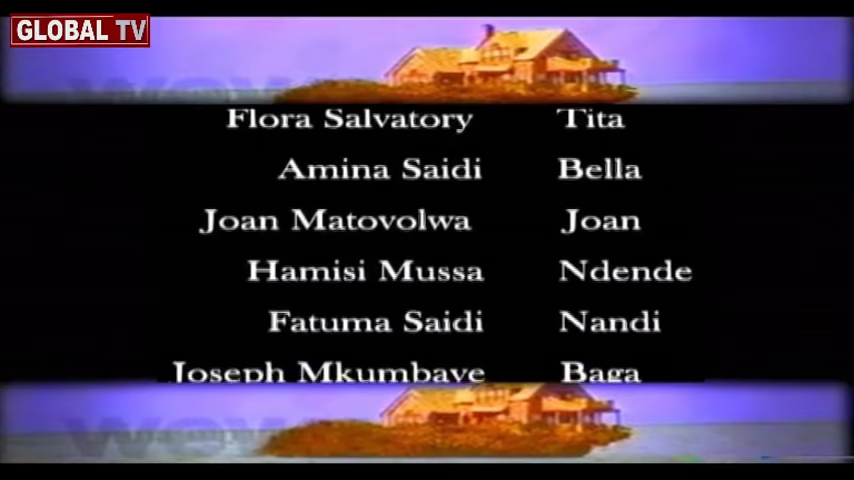 GLOBAL TV
Flora Salvatory Tita
Amina Saidi Bella
Joan Matovolwa Joan
Hamisi Mussa Ndende
Fatuma Saidi Nandi
Joseph Mkumbaye Baga